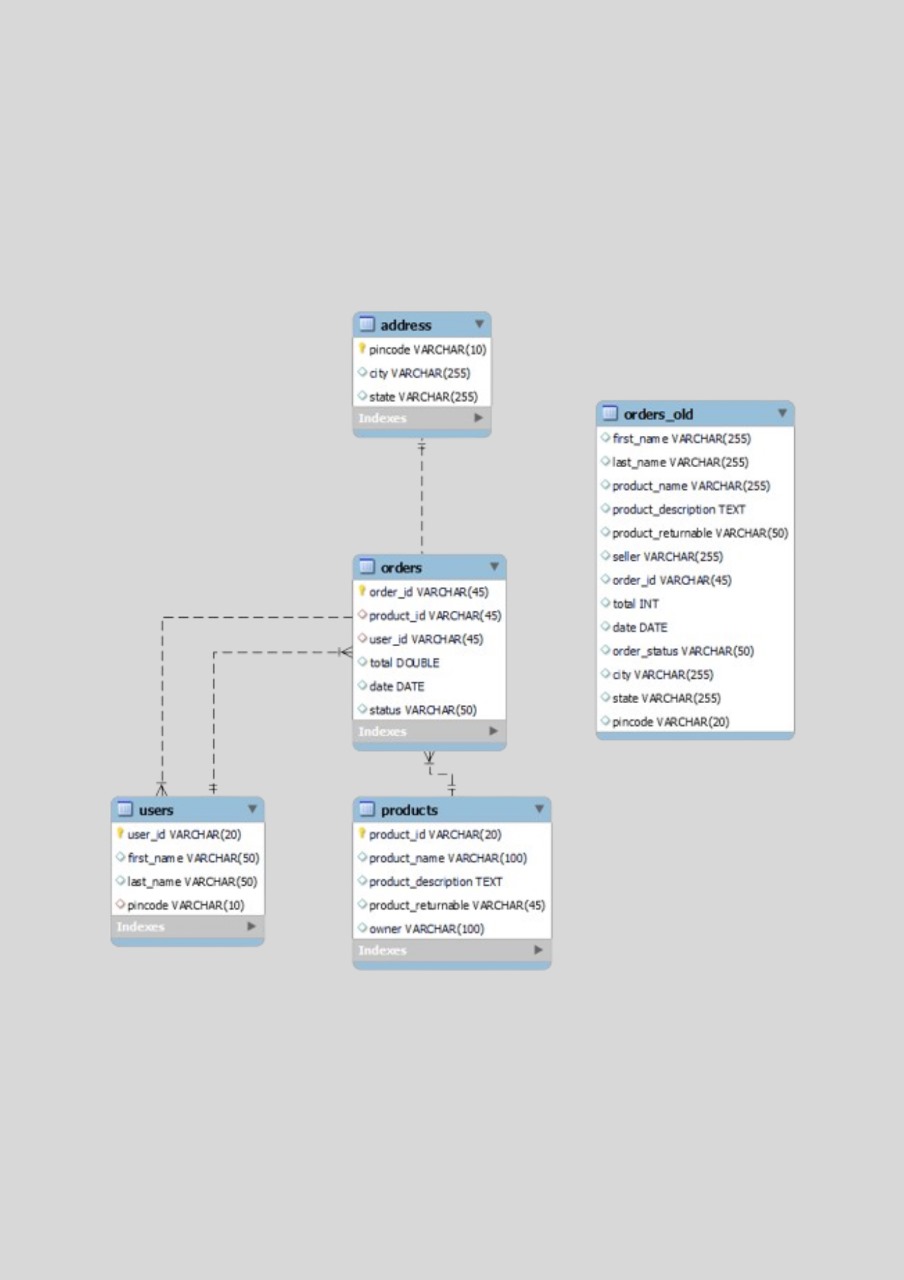 address
pincode VARCHAR(10)
city VARCHAR(255)
state VARCHAR(255)
Indexes
orders_old
first_name VARCHAR(255)
last_name VARCHAR(255)
product_name VARCHAR(255)
product_description TEXT
product_returnable VARCHAR(50)
seller VARCHAR(255)
order_id VARCHAR(45)
total INT
date DATE
order_status VARCHAR(50)
city VARCHAR(255)
state VARCHAR(255)
pincode VARCHAR(20)
orders
order_id VARCHAR(45)
product_id VARCHAR(45)
user_id VARCHAR(45)
total DOUBLE
date DATE
status VARCHAR(50)
Indexes
users
user_id VARCHAR(20)
first_name VARCHAR(50)
last_name VARCHAR(50)
pincode VARCHAR(10)
Indexes
products
product_id VARCHAR(20)
product_name VARCHAR(100)
product_description TEXT
product_returnable VARCHAR(45)
owner VARCHAR(100)
Indexes